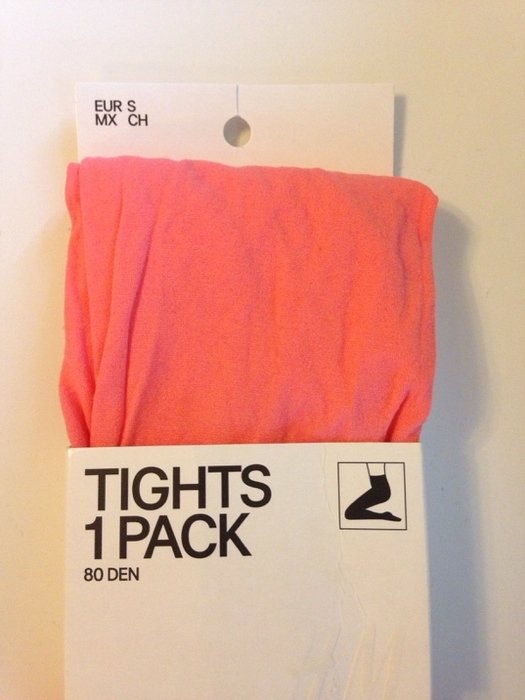 EUR S
MX CH
TIGHTS
1 PACK
80 DEN